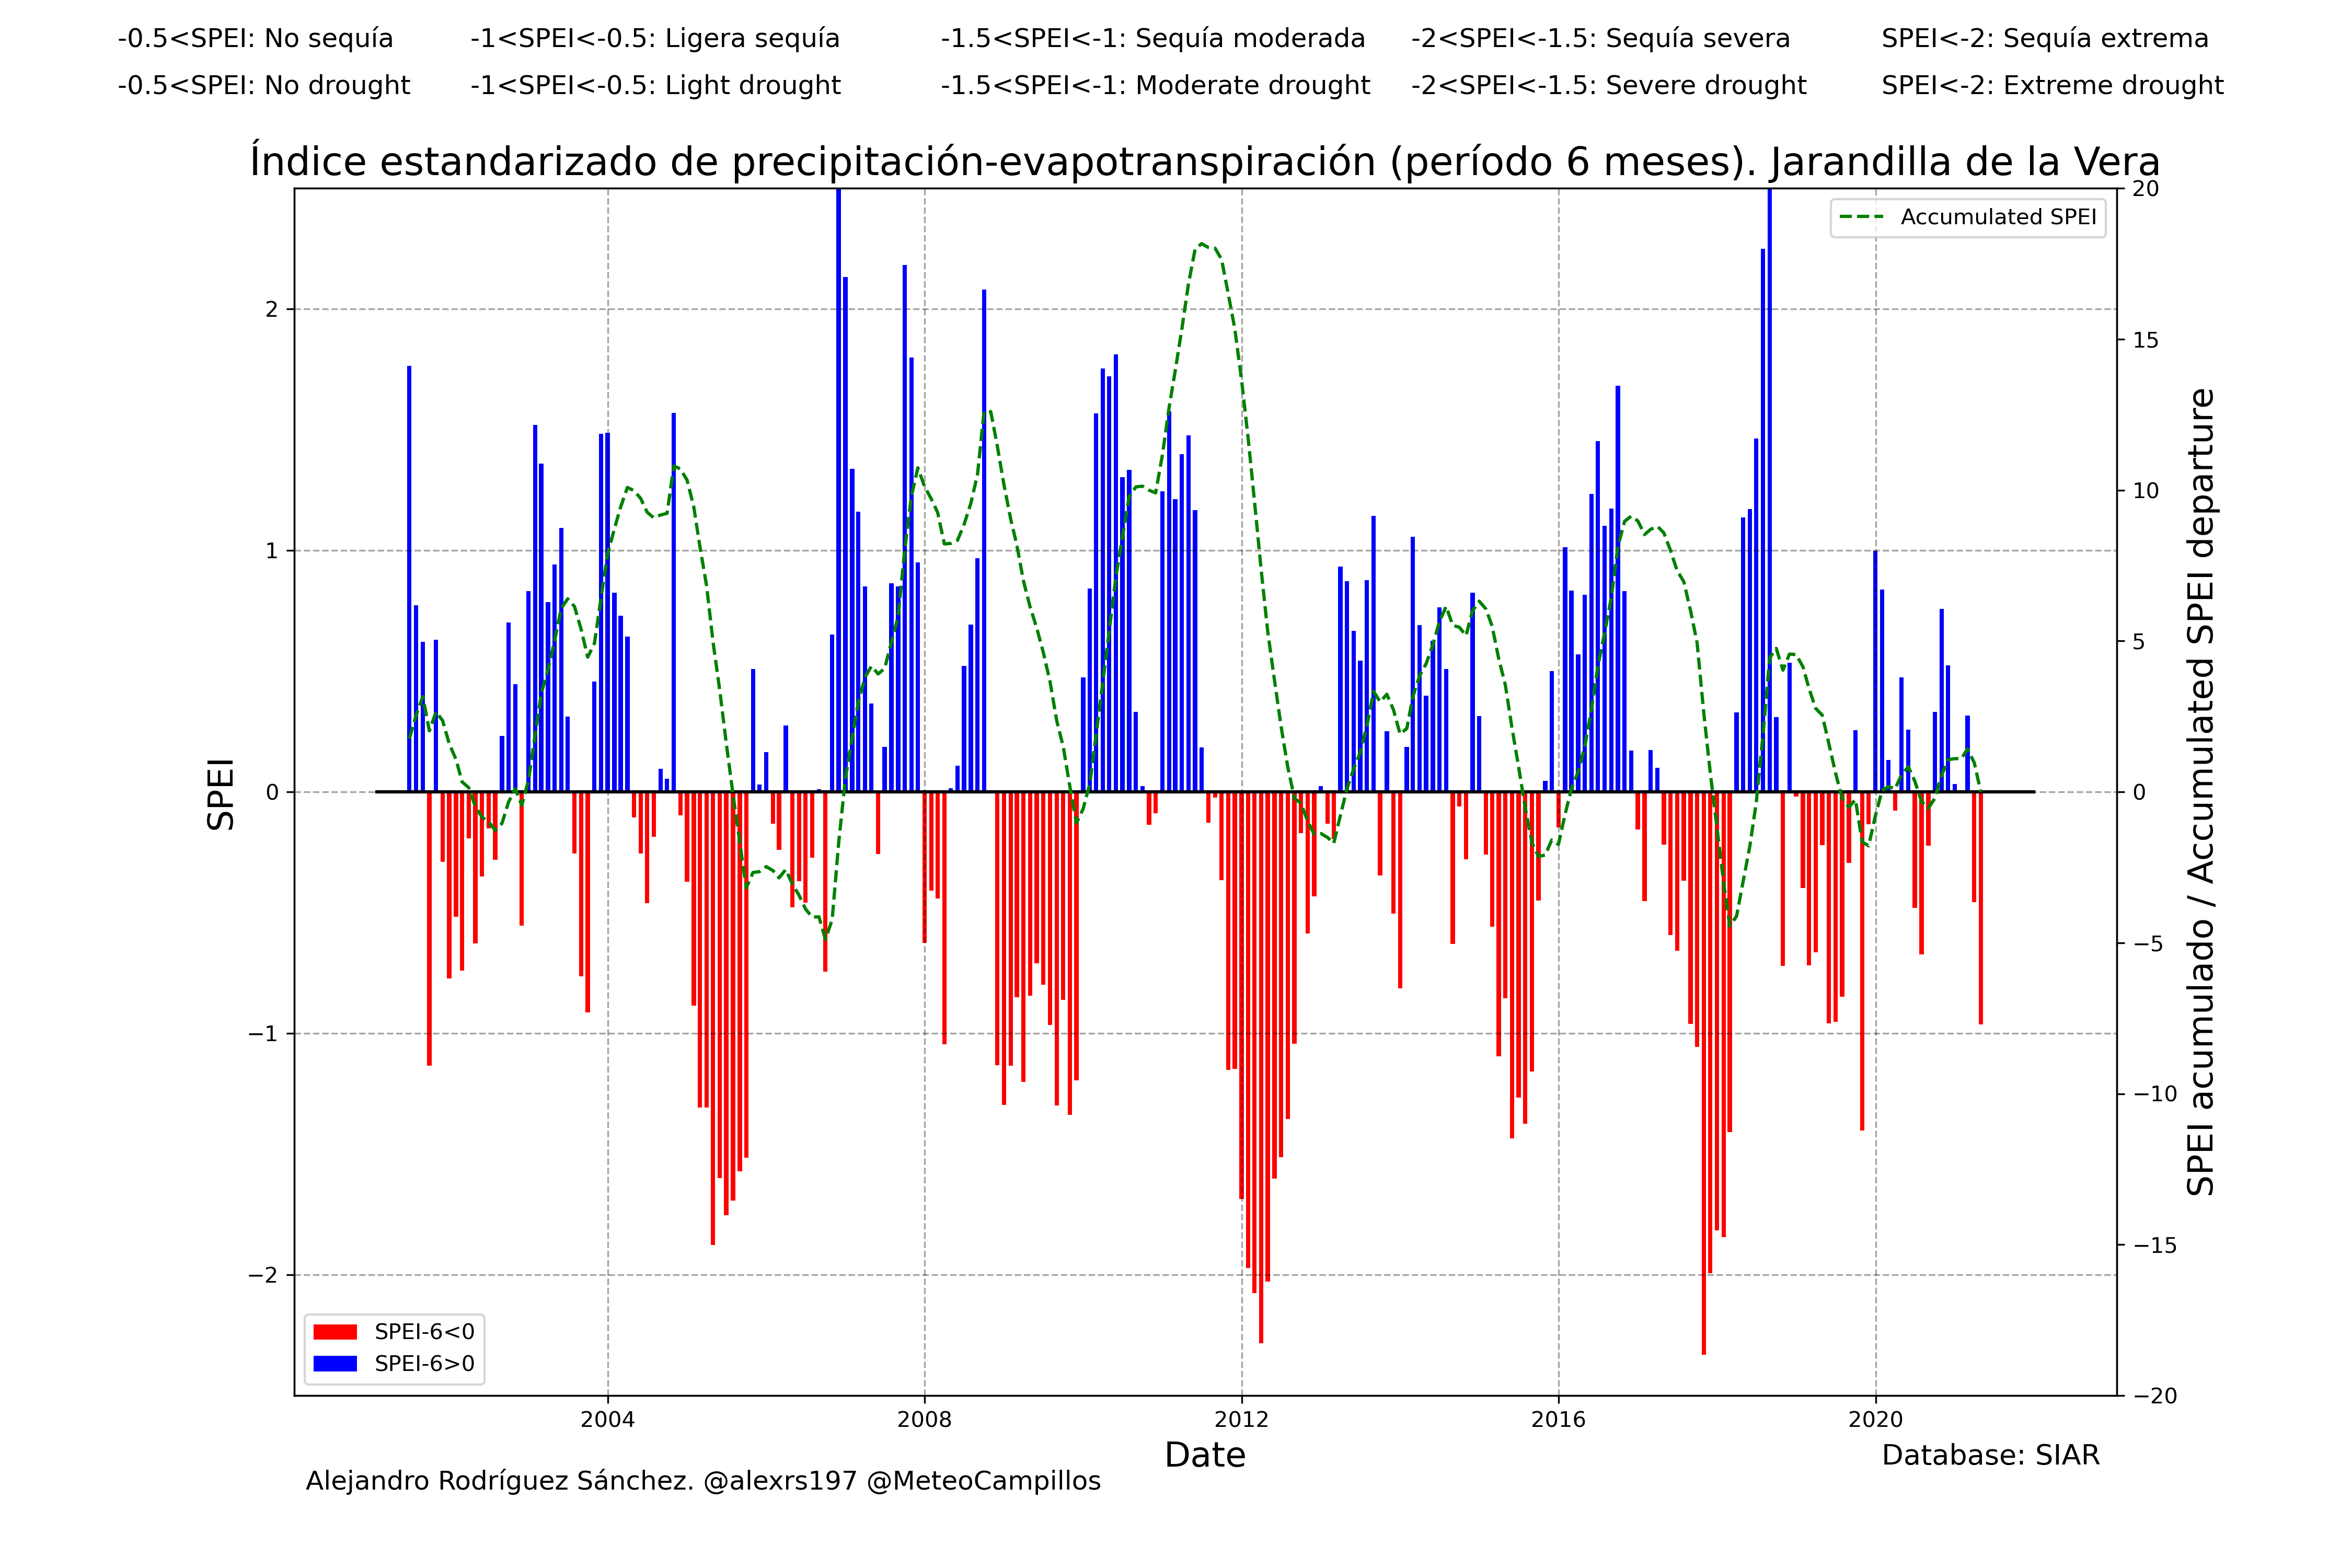 -0.5<SPEI: No sequía -1<SPEI<-0.5: Ligera sequía -1.5<SPEI<-1: Sequía moderada -2<SPEI<-1.5: Sequía severa SPEI<-2: Sequía extrema
-0.5<SPEI: No drought -1<SPEI<-0.5: Light drought -1.5<SPEI<-1: Moderate drought -2<SPEI<-1.5: Severe drought SPEI<-2: Extreme drought
Índice estandarizado de precipitación-evapotranspiración (período 6 meses). Jarandilla de la Vera
Accumulated SPEI
SPEI
2
1
0
−1
−2
20
15
10
5
0
−5
−10
−15
−20
SPEI acumulado / Accumulated SPEI departure
SPEI-6<0
SPEI-6>0
2004 2008 2012 2016 2020
Date
Database: SIAR
Alejandro Rodríguez Sánchez. @alexrs197 @MeteoCampillos